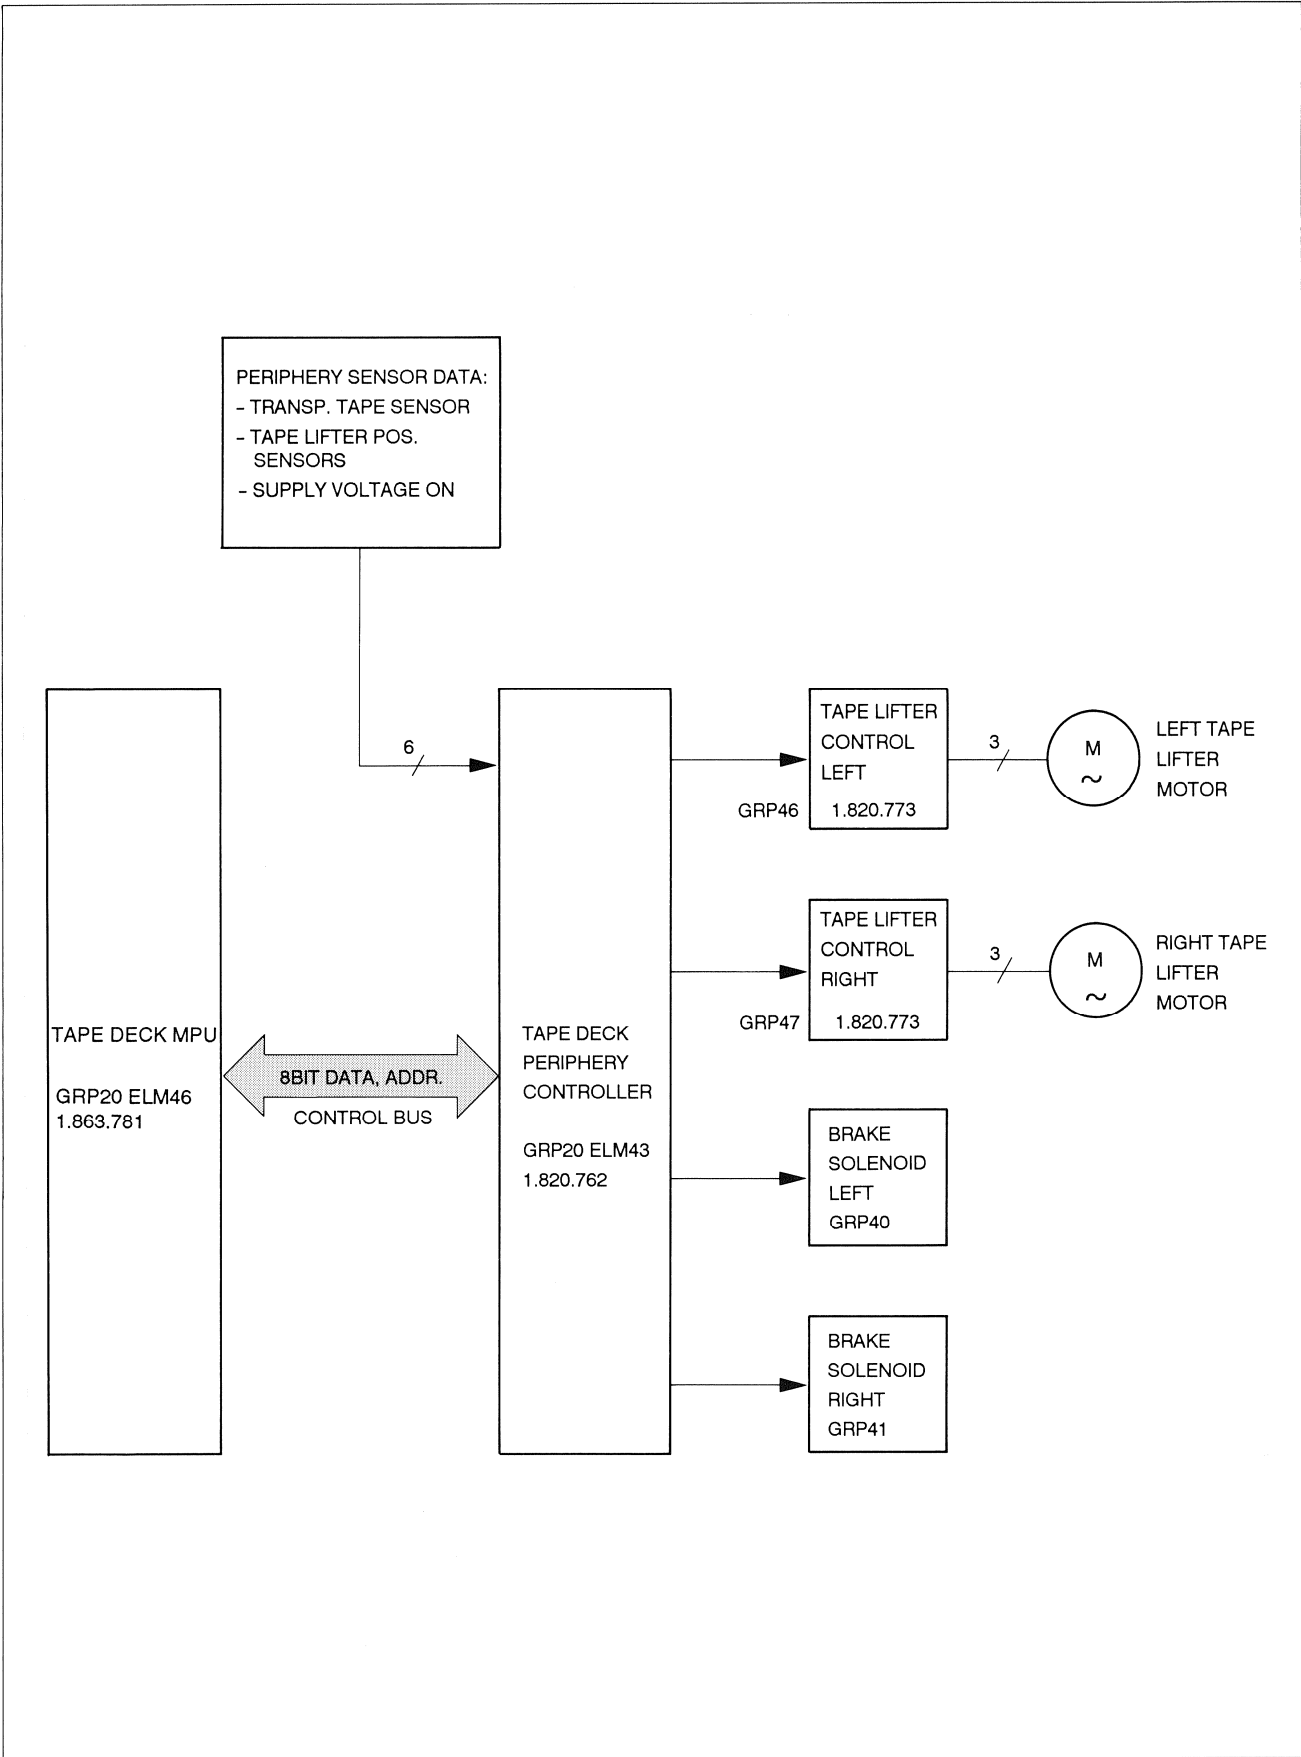 PERIPHERY SENSOR DATA:
- TRANSP. TAPE SENSOR
- TAPE LIFTER POS.
SENSORS
- SUPPLY VOLTAGE ON
6
TAPE DECK MPU
GRP20 ELM46
1.863.781
8BIT DATA, ADDR.
CONTROL BUS
TAPE DECK
PERIPHERY
CONTROLLER
GRP20 ELM43
1.820.762
TAPE LIFTER
CONTROL
LEFT
1.820.773
GRP46
3
M
~
LEFT TAPE
LIFTER
MOTOR
TAPE LIFTER
CONTROL
RIGHT
1.820.773
GRP47
3
M
~
RIGHT TAPE
LIFTER
MOTOR
BRAKE
SOLENOID
LEFT
GRP40
BRAKE
SOLENOID
RIGHT
GRP41